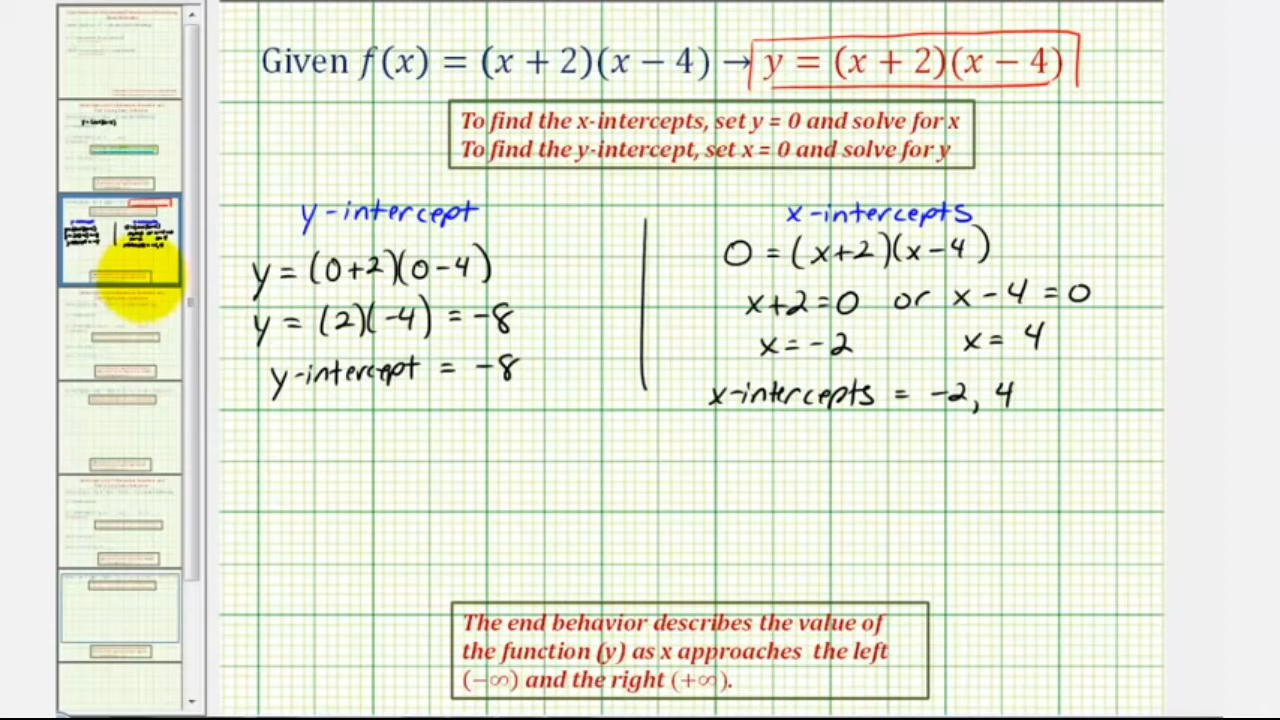 Given f(x) = (x + 2)(x − 4) → y = (x + 2)(x − 4)
To find the x-intercepts, set y = 0 and solve for x
To find the y-intercept, set x = 0 and solve for y
y-intercept
y = (0+2)(0-4)
y = (2)(-4) = -8
y-intercept = -8
x-intercepts
0 = (x+2)(x-4)
x+2=0 or x-4=0
x=-2 x= 4
x-intercepts = -2, 4
The end behavior describes the value of
the function (y) as x approaches the left
(−∞) and the right (+∞).